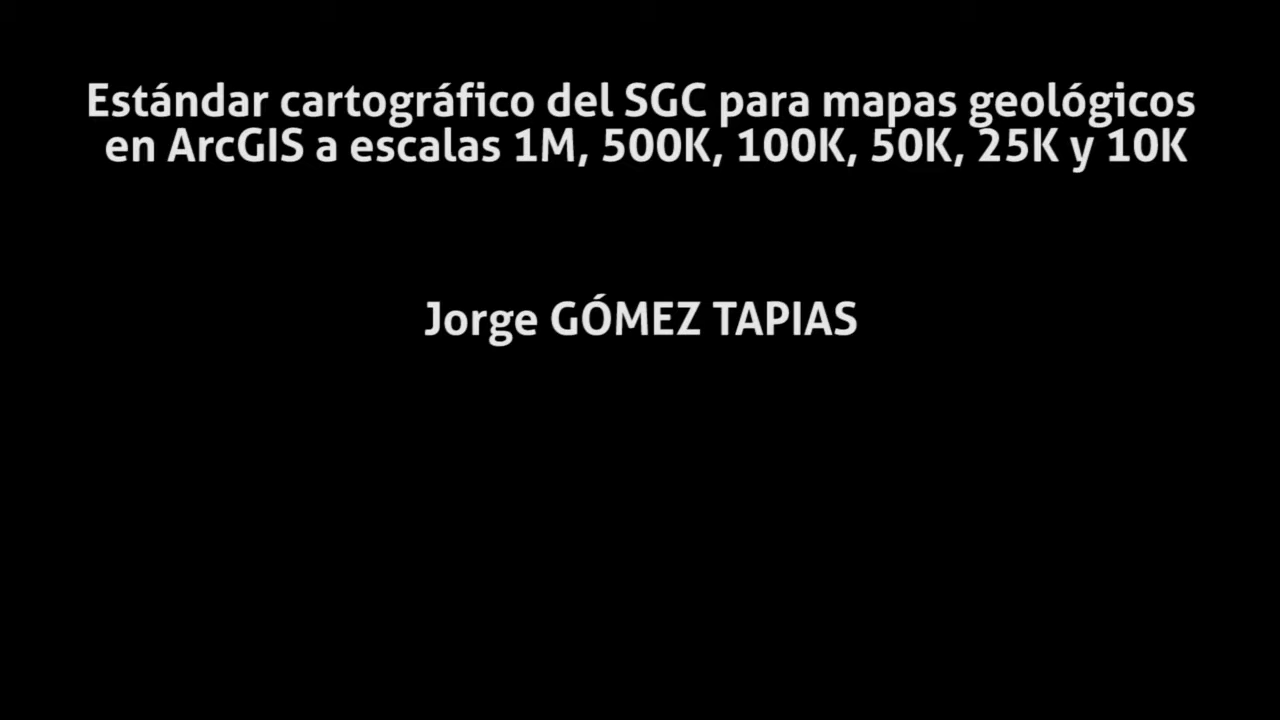 Estándar cartográfico del SGC para mapas geológicos
en ArcGIS a escalas 1M, 500K, 100K, 50K, 25K y 10K
Jorge GÓMEZ TAPIAS